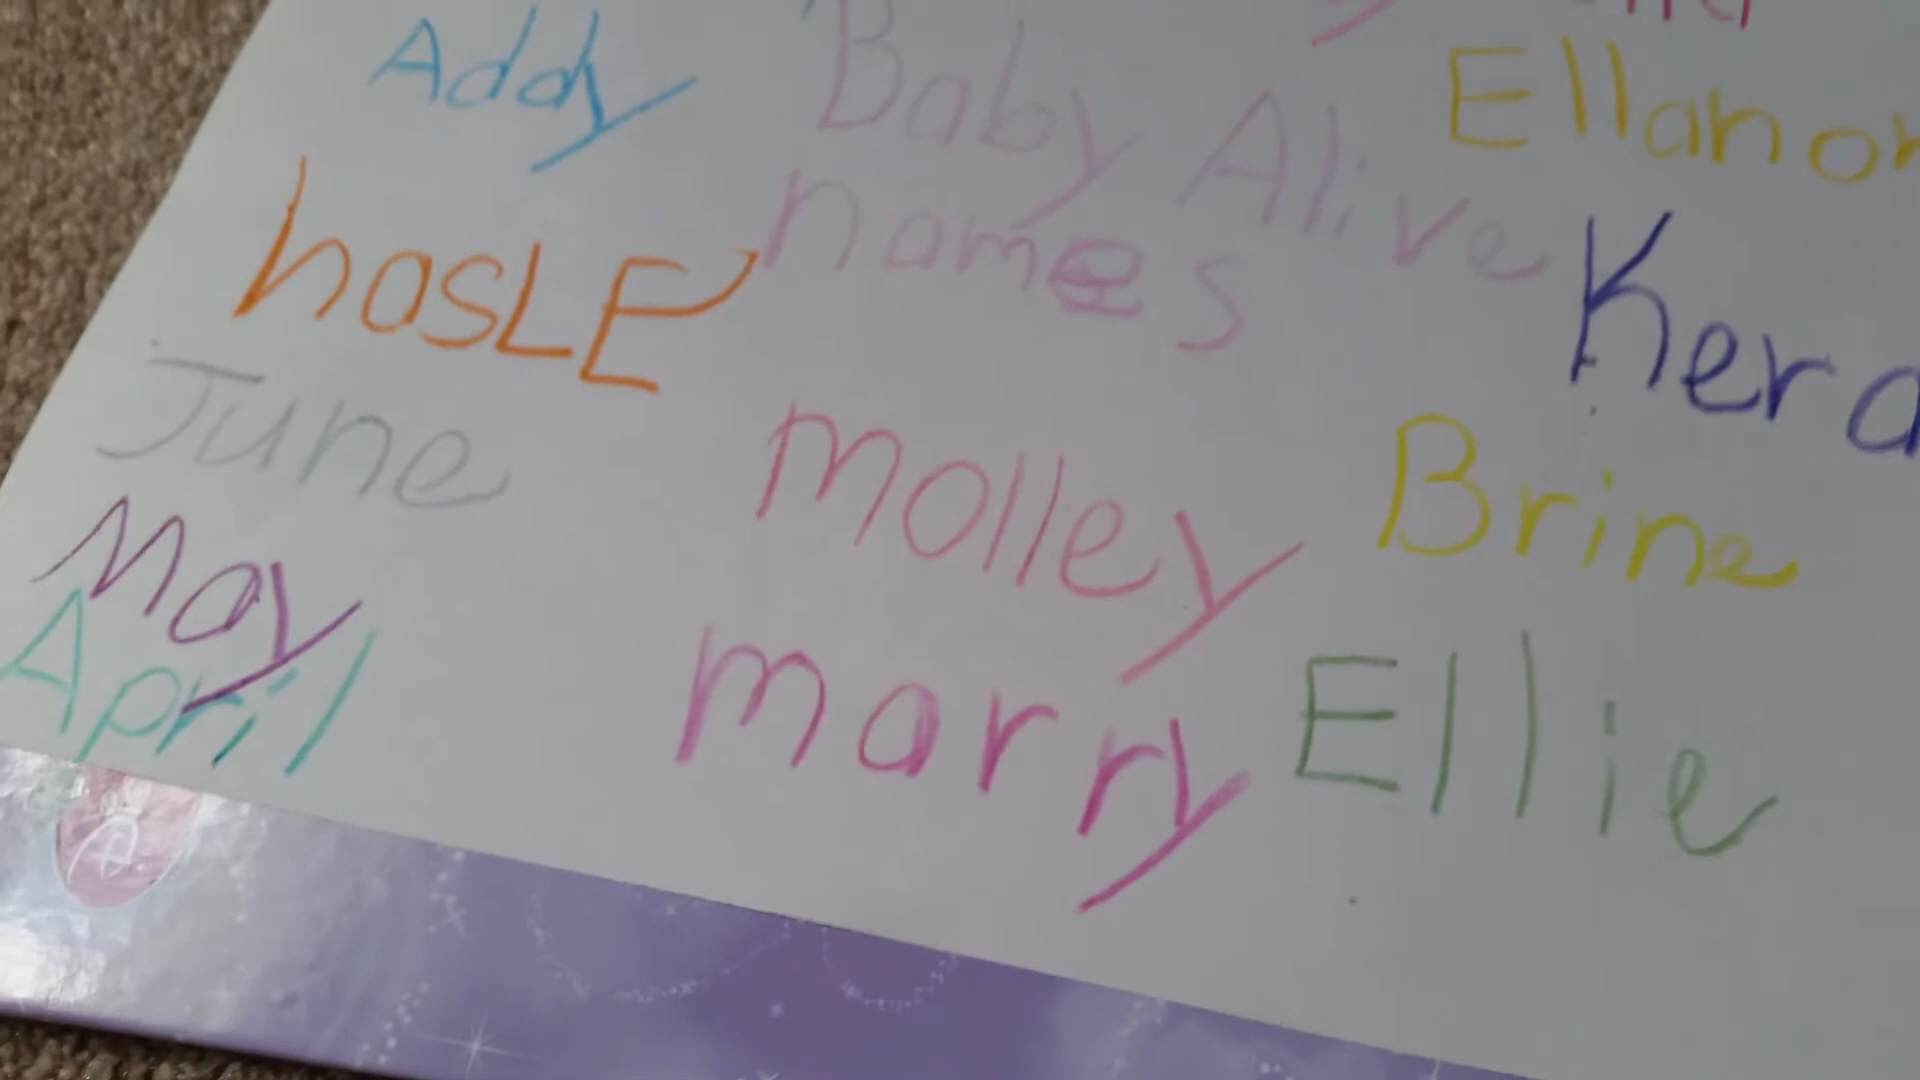 Addy
hasLE
June
May
April
Baby Alive
names
Molley
marry
Ellanor
Kera
Brine
Ellie